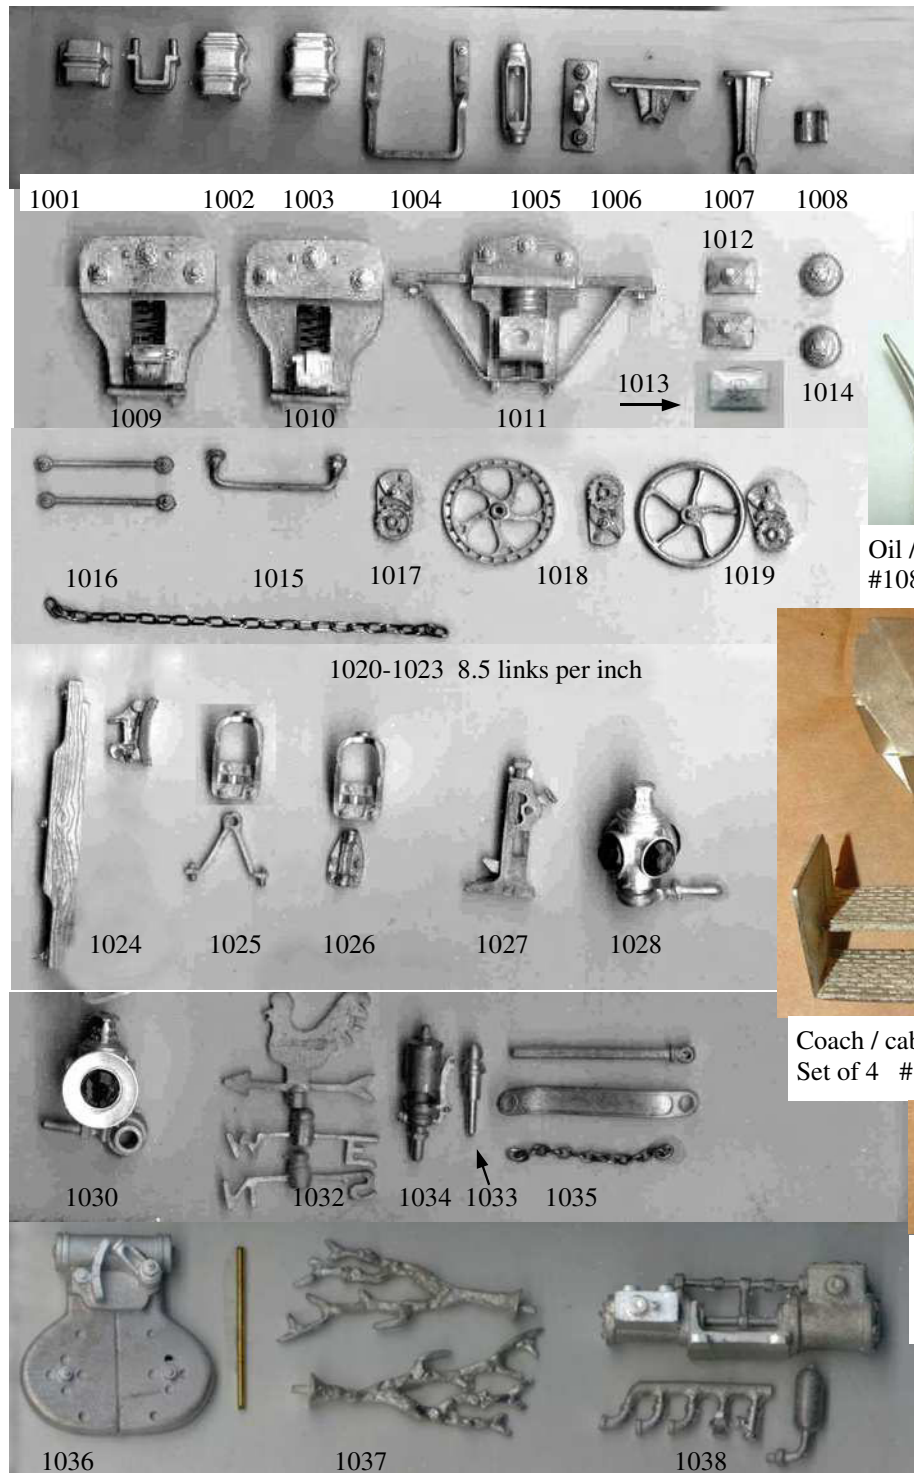 1001 1002 1003 1004 1005 1006 1007 1008
1012
1013
1014
1009 1010 1011
1016 1015 1017 1018 1019
Oil /
#108
1020-1023 8.5 links per inch
1024 1025 1026 1027 1028
Coach / cab
Set of 4 #
W E
1030 1032 1034 1033 1035
1036 1037 1038